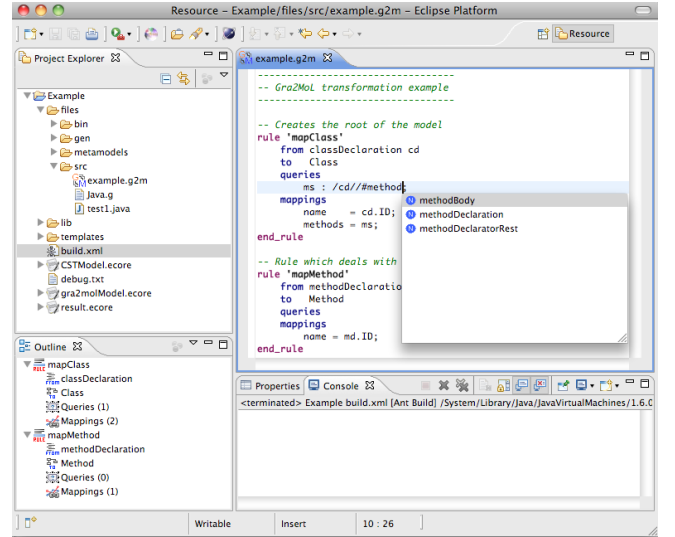 Resource – Example/files/src/example.g2m – Eclipse Platform
Resource
Project Explorer
Example
files
bin
gen
metamodels
src
example.g2m
Java.g
test1.java
lib
templates
build.xml
CSTModel.ecore
debug.txt
gra2molModel.ecore
result.ecore
example.g2m
-----------------------------------
-- Gra2MoL transformation example
-----------------------------------
-- Creates the root of the model
rule 'mapClass'
from classDeclaration cd
to Class
queries
ms : /cd//#method;
mappings
name = cd.ID;
methods = ms;
end_rule
-- Rule which deals with
rule 'mapMethod'
from methodDeclaratio
to Method
queries
mappings
name = md.ID;
end_rule
methodBody
methodDeclaration
methodDeclaratorRest
Outline
mapClass
classDeclaration
Class
Queries (1)
Mappings (2)
mapMethod
methodDeclaration
Method
Queries (0)
Mappings (1)
Properties
Console
<terminated> Example build.xml [Ant Build] /System/Library/Java/JavaVirtualMachines/1.6.0
Writable
Insert
10 : 26